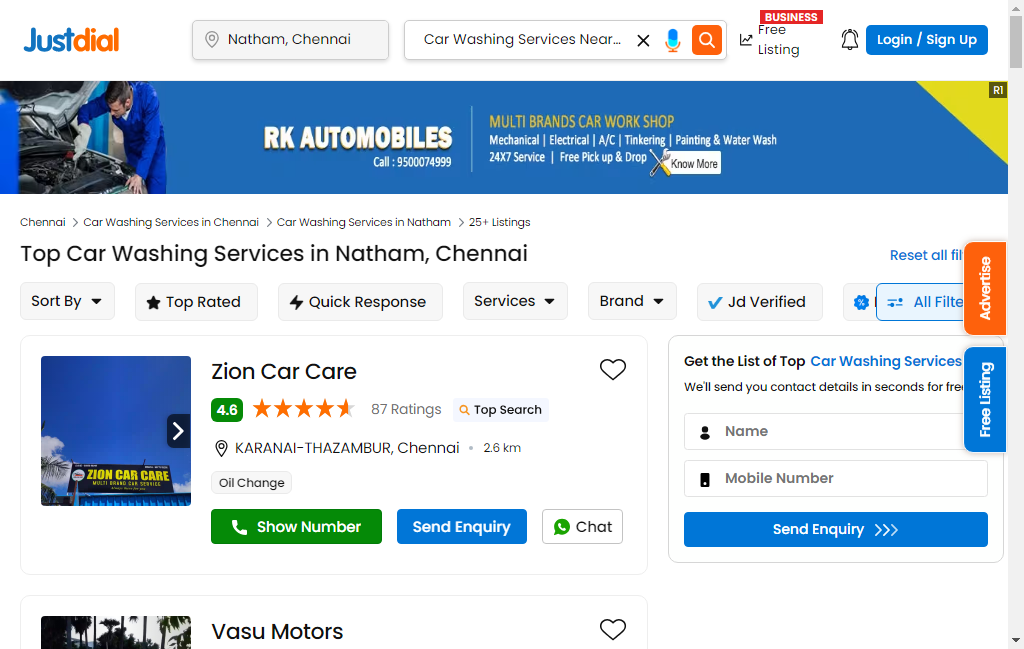 Justdial
Natham, Chennai
Car Washing Services Near...
BUSINESS
Free
Listing
Login / Sign Up
R1
RK AUTOMOBILES
Call : 9500074999
MULTI BRANDS CAR WORK SHOP
Mechanical | Electrical | A/C | Tinkering | Painting & Water Wash
24X7 Service | Free Pick up & Drop
Know More
Chennai > Car Washing Services in Chennai > Car Washing Services in Natham > 25+ Listings
Top Car Washing Services in Natham, Chennai
Reset all fil
Advertise
Sort By
Top Rated
Quick Response
Services
Brand
Jd Verified
All Filte
Zion Car Care
4.6
87 Ratings
Top Search
KARANAI-THAZAMBUR, Chennai • 2.6 km
Oil Change
Show Number
Send Enquiry
Chat
ZION CAR CARE
MULTI BRAND CAR SERVICE
Get the List of Top Car Washing Services
We'll send you contact details in seconds for free
Free Listing
Name
Mobile Number
Send Enquiry
Vasu Motors